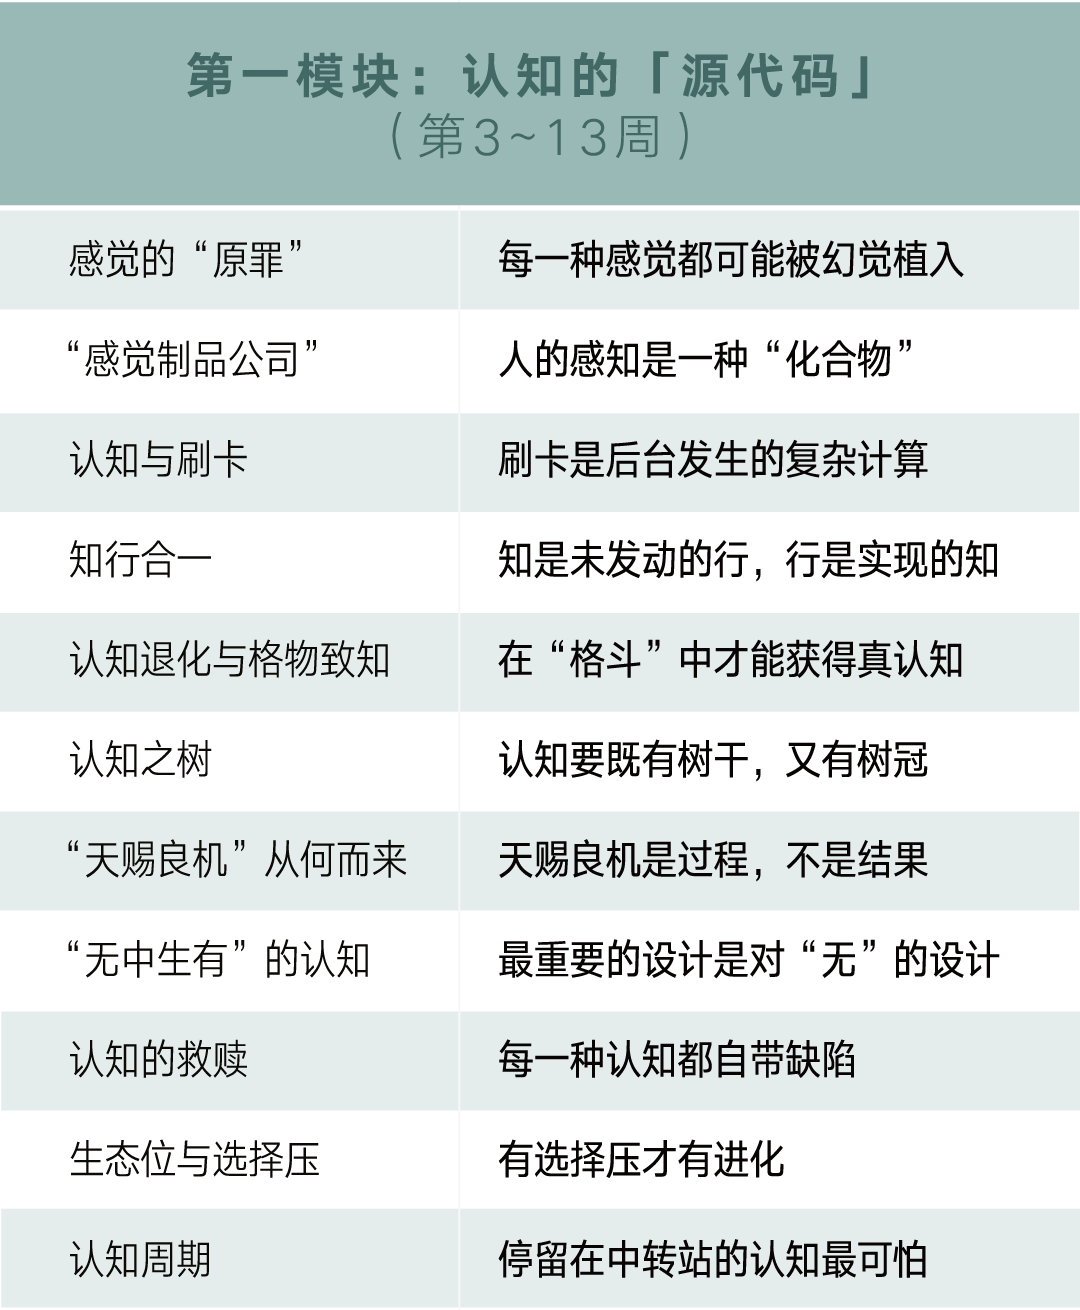 第一模块：认知的「源代码」
（第3~13周）
感觉的“原罪” 每一种感觉都可能被幻觉植入
“感觉制品公司” 人的感知是一种“化合物”
认知与刷卡 刷卡是后台发生的复杂计算
知行合一 知是未发动的行，行是实现的知
认知退化与格物致知 在“格斗”中才能获得真认知
认知之树 认知要既有树干，又有树冠
“天赐良机”从何而来 天赐良机是过程，不是结果
“无中生有”的认知 最重要的设计是对“无”的设计
认知的救赎 每一种认知都自带缺陷
生态位与选择压 有选择压才有进化
认知周期 停留在中转站的认知最可怕